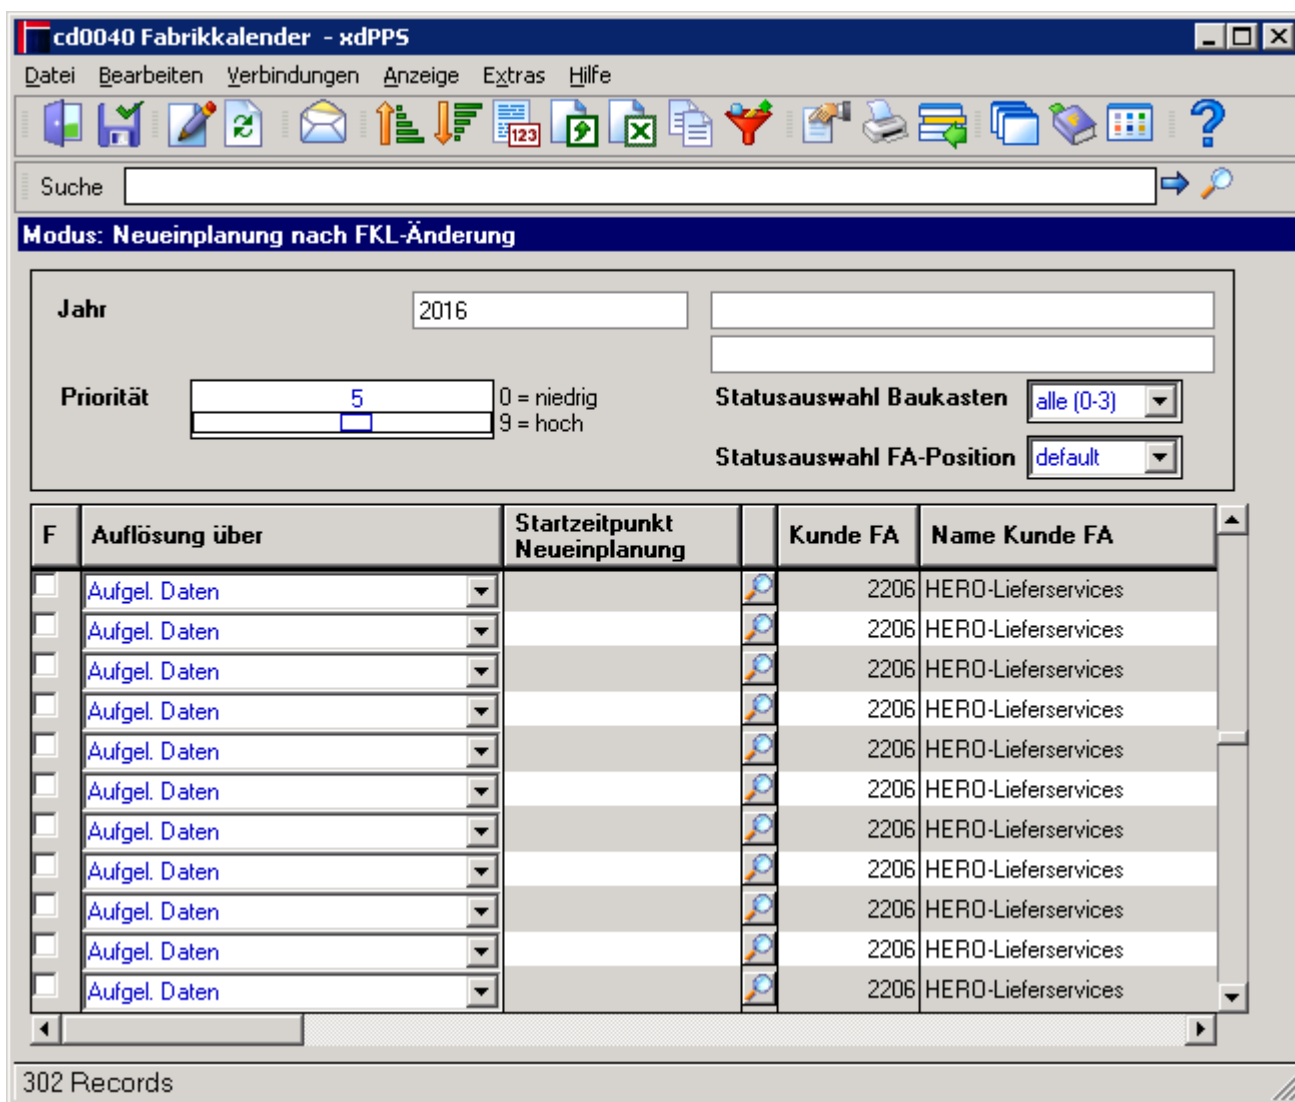 cd0040 Fabrikkalender - xdPPS
Datei Bearbeiten Verbindungen Anzeige Extras Hilfe
123
Suche
Modus: Neueinplanung nach FKL-Änderung
Jahr 2016
Priorität 5 0 = niedrig Statusauswahl Baukasten alle (0-3)
9 = hoch
Statusauswahl FA-Position default
F Auflösung über Startzeitpunkt Neueinplanung Kunde FA Name Kunde FA
Aufgel. Daten 2206 HERO-Lieferservices
Aufgel. Daten 2206 HERO-Lieferservices
Aufgel. Daten 2206 HERO-Lieferservices
Aufgel. Daten 2206 HERO-Lieferservices
Aufgel. Daten 2206 HERO-Lieferservices
Aufgel. Daten 2206 HERO-Lieferservices
Aufgel. Daten 2206 HERO-Lieferservices
Aufgel. Daten 2206 HERO-Lieferservices
Aufgel. Daten 2206 HERO-Lieferservices
Aufgel. Daten 2206 HERO-Lieferservices
Aufgel. Daten 2206 HERO-Lieferservices
302 Records